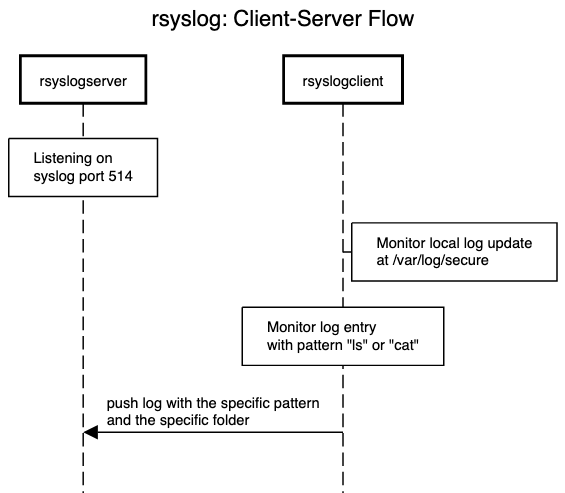 rsyslog: Client-Server Flow
rsyslogserver
rsyslogclient
Listening on
syslog port 514
Monitor local log update
at /var/log/secure
Monitor log entry
with pattern "ls" or "cat"
push log with the specific pattern
and the specific folder